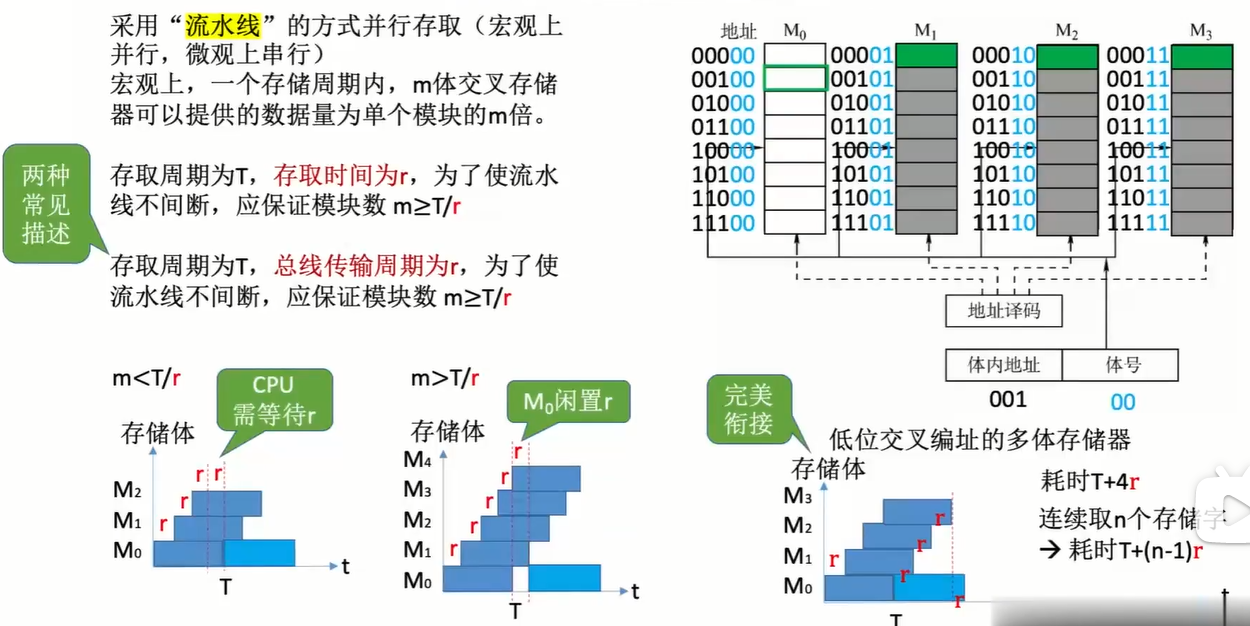 采用“流水线”的方式并行存取（宏观上
并行，微观上串行）
宏观上，一个存储周期内，m体交叉存储
器可以提供的数据量为单个模块的m倍。
两种
常见
描述
存取周期为T，存取时间为r，为了使流水
线不间断，应保证模块数 m≥T/r
存取周期为T，总线传输周期为r，为了使
流水线不间断，应保证模块数 m≥T/r
地址 M0 M1 M2 M3
00000 00001 00010 00011
00100 00101 00110 00111
01000 01001 01010 01011
01100 01101 01110 01111
10000 10001 10010 10011
10100 10101 10110 10111
11000 11001 11010 11011
11100 11101 11110 11111
地址译码
体内地址 体号
001 00
低位交叉编址的多体存储器
m<T/r
CPU
需等待r
存储体
r r
r
M2
r
M1
M0
t
T
m>T/r
M0闲置r
存储体
r
M4
r
M3
r
M2
r
M1
r
M0
t
T
完美
衔接
存储体
M3
r
M2
r
M1
r
r
M0
r
T
t
耗时T+4r
连续取n个存储字
→ 耗时T+(n-1)r